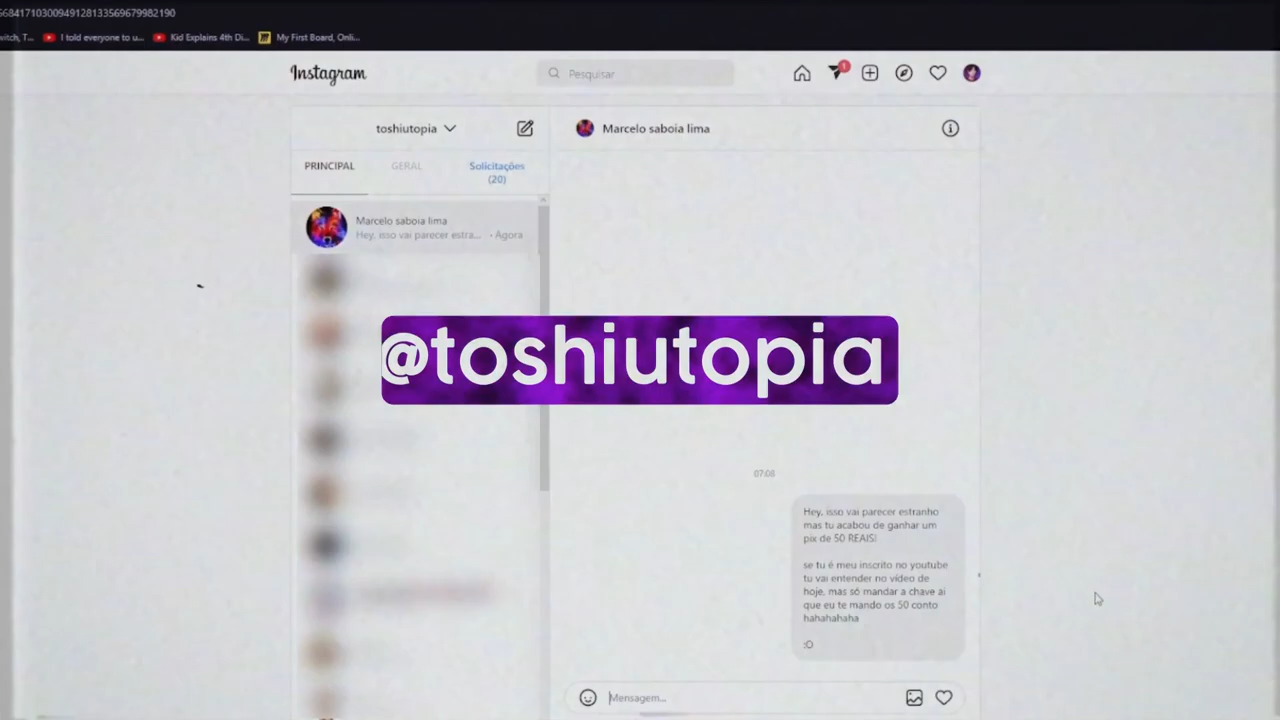 66841710300949128133569679982190
witch, T...
I told everyone to u...
Kid Explains 4th Di...
My First Board, Onli...
Instagram
Pesquisar
1
toshiutopia
Marcelo saboia lima
PRINCIPAL
GERAL
Solicitações
(20)
Marcelo saboia lima
Hey, isso vai parecer estra... • Agora
@toshiutopia
07:08
Hey, isso vai parecer estranho
mas tu acabou de ganhar um
pix de 50 REAIS!
se tu é meu inscrito no youtube
tu vai entender no vídeo de
hoje, mas só mandar a chave ai
que eu te mando os 50 conto
hahahahaha
:O
Mensagem...